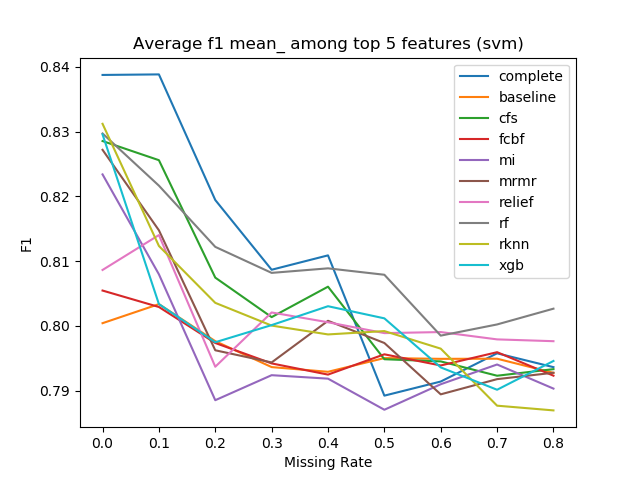 Average f1 mean_ among top 5 features (svm)
F1
0.84
0.83
0.82
0.81
0.80
0.79
0.0 0.1 0.2 0.3 0.4 0.5 0.6 0.7 0.8
Missing Rate
complete
baseline
cfs
fcbf
mi
mrmr
relief
rf
rknn
xgb